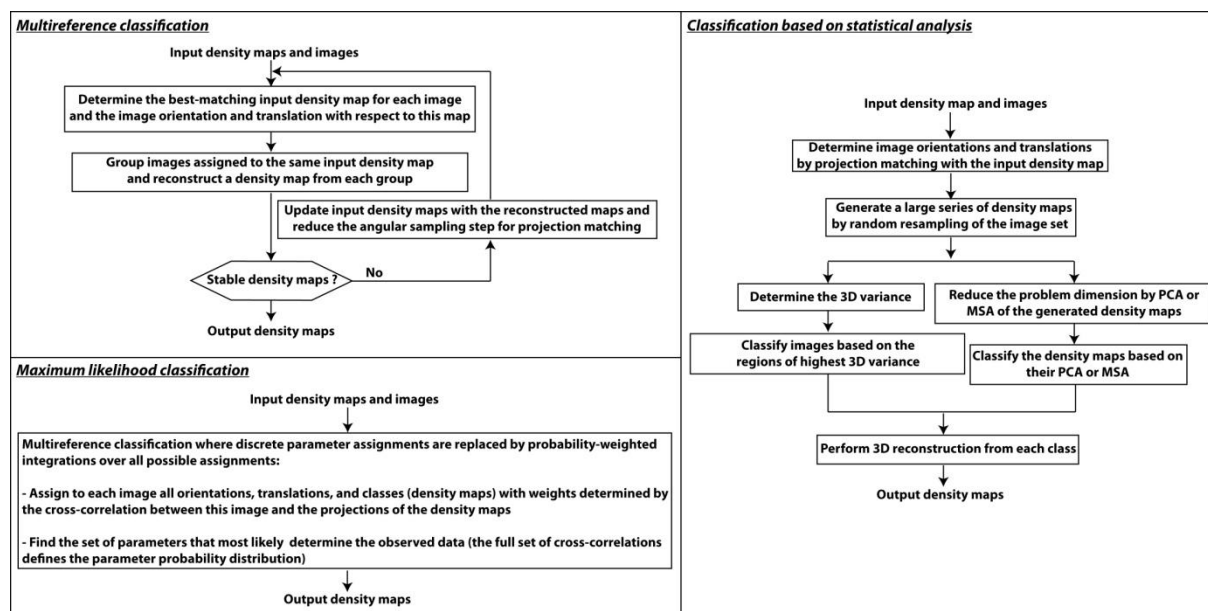 Multireference classification
Input density maps and images
Determine the best-matching input density map for each image
and the image orientation and translation with respect to this map
Group images assigned to the same input density map
and reconstruct a density map from each group
Update input density maps with the reconstructed maps and
reduce the angular sampling step for projection matching
Stable density maps ?
No
Output density maps
Maximum likelihood classification
Input density maps and images
Multireference classification where discrete parameter assignments are replaced by probability-weighted
integrations over all possible assignments:
- Assign to each image all orientations, translations, and classes (density maps) with weights determined by
the cross-correlation between this image and the projections of the density maps
- Find the set of parameters that most likely determine the observed data (the full set of cross-correlations
defines the parameter probability distribution)
Output density maps
Classification based on statistical analysis
Input density map and images
Determine image orientations and translations
by projection matching with the input density map
Generate a large series of density maps
by random resampling of the image set
Determine the 3D variance
Classify images based on the
regions of highest 3D variance
Reduce the problem dimension by PCA or
MSA of the generated density maps
Classify the density maps based on
their PCA or MSA
Perform 3D reconstruction from each class
Output density maps